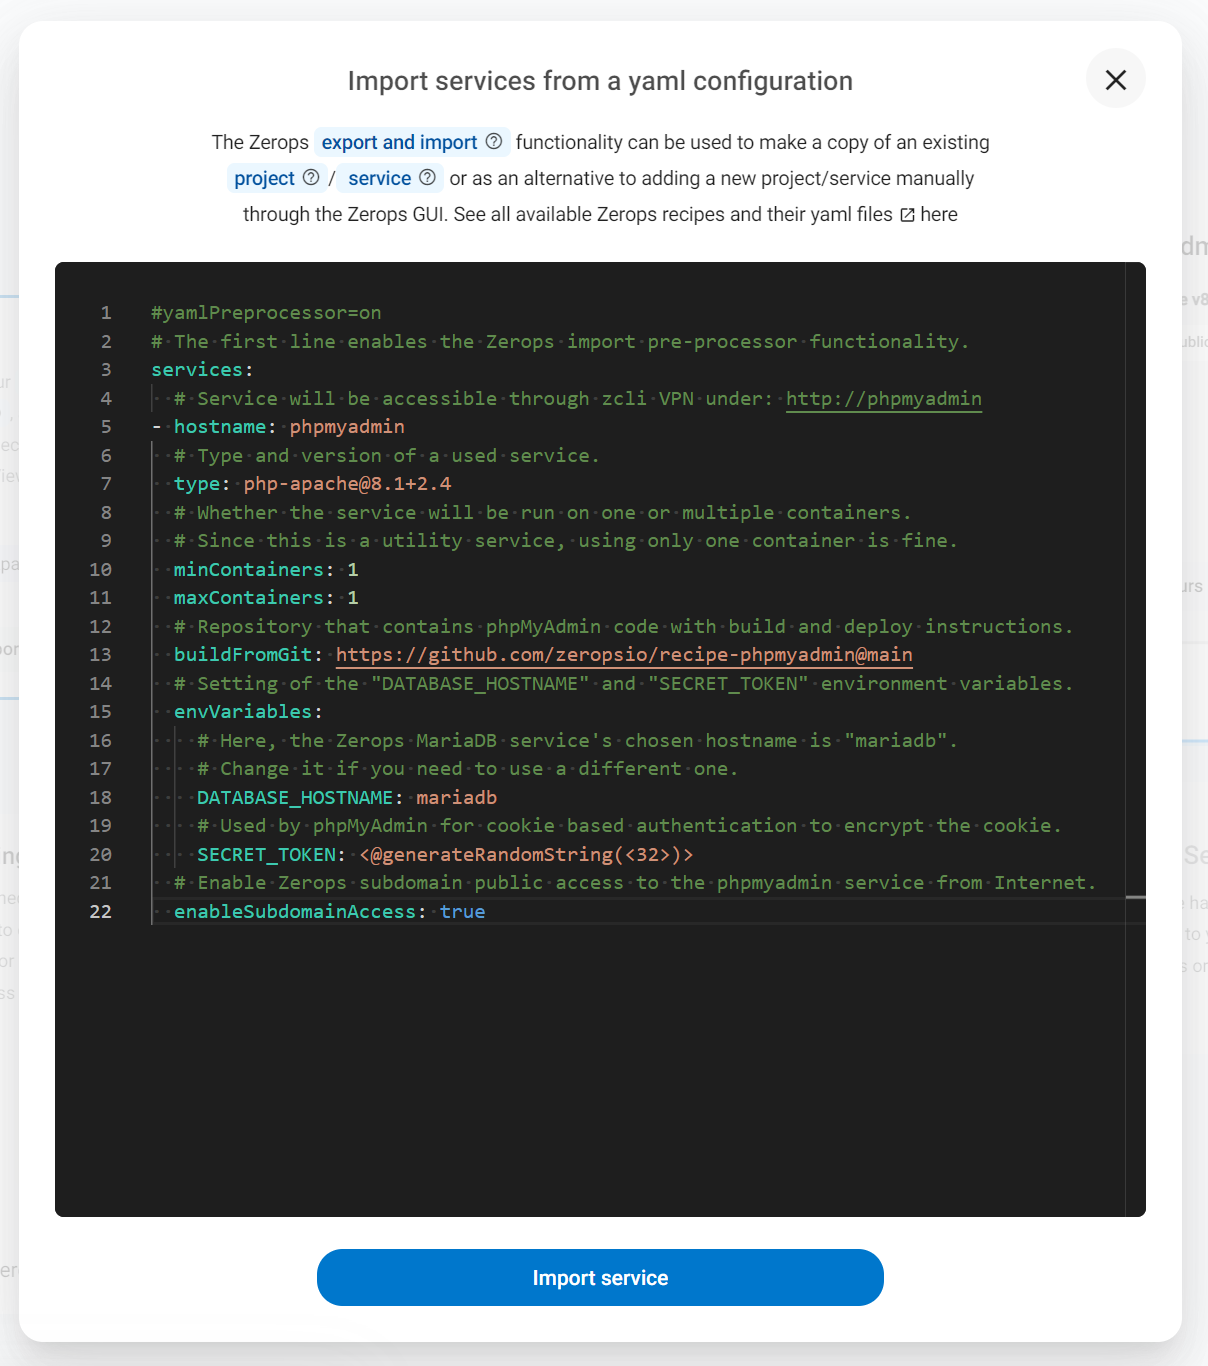 Import services from a yaml configuration
The Zerops export and import functionality can be used to make a copy of an existing
project / service or as an alternative to adding a new project/service manually
through the Zerops GUI. See all available Zerops recipes and their yaml files here
1 #yamlPreprocessor=on
2 # The first line enables the Zerops import pre-processor functionality.
3 services:
4 # Service will be accessible through zcli VPN under: http://phpmyadmin
5 - hostname: phpmyadmin
6 # Type and version of a used service.
7 type: php-apache@8.1+2.4
8 # Whether the service will be run on one or multiple containers.
9 # Since this is a utility service, using only one container is fine.
10 minContainers: 1
11 maxContainers: 1
12 # Repository that contains phpMyAdmin code with build and deploy instructions.
13 buildFromGit: https://github.com/zeropsio/recipe-phpmyadmin@main
14 # Setting of the "DATABASE_HOSTNAME" and "SECRET_TOKEN" environment variables.
15 envVariables:
16 # Here, the Zerops MariaDB service's chosen hostname is "mariadb".
17 # Change it if you need to use a different one.
18 DATABASE_HOSTNAME: mariadb
19 # Used by phpMyAdmin for cookie based authentication to encrypt the cookie.
20 SECRET_TOKEN: <@generateRandomString(<32>)>
21 # Enable Zerops subdomain public access to the phpmyadmin service from Internet.
22 enableSubdomainAccess: true
Import service